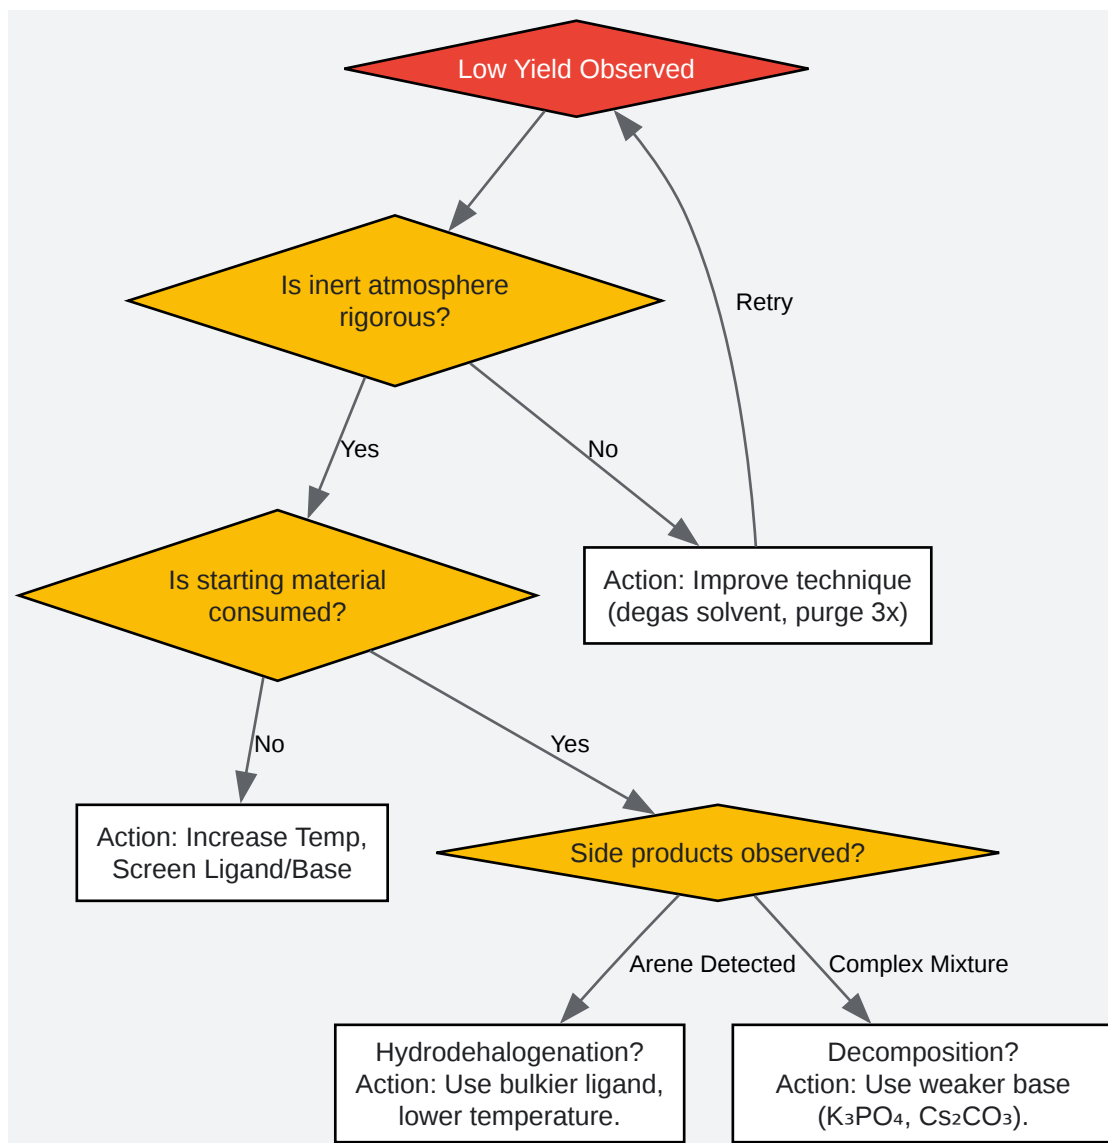 Low Yield Observed
Is inert atmosphere
rigorous?
Retry
Yes
No
Is starting material
consumed?
Action: Improve technique
(degas solvent, purge 3x)
No
Yes
Action: Increase Temp,
Screen Ligand/Base
Side products observed?
Arene Detected
Complex Mixture
Hydrodehalogenation?
Action: Use bulkier ligand,
lower temperature.
Decomposition?
Action: Use weaker base
(K₃PO₄, Cs₂CO₃).